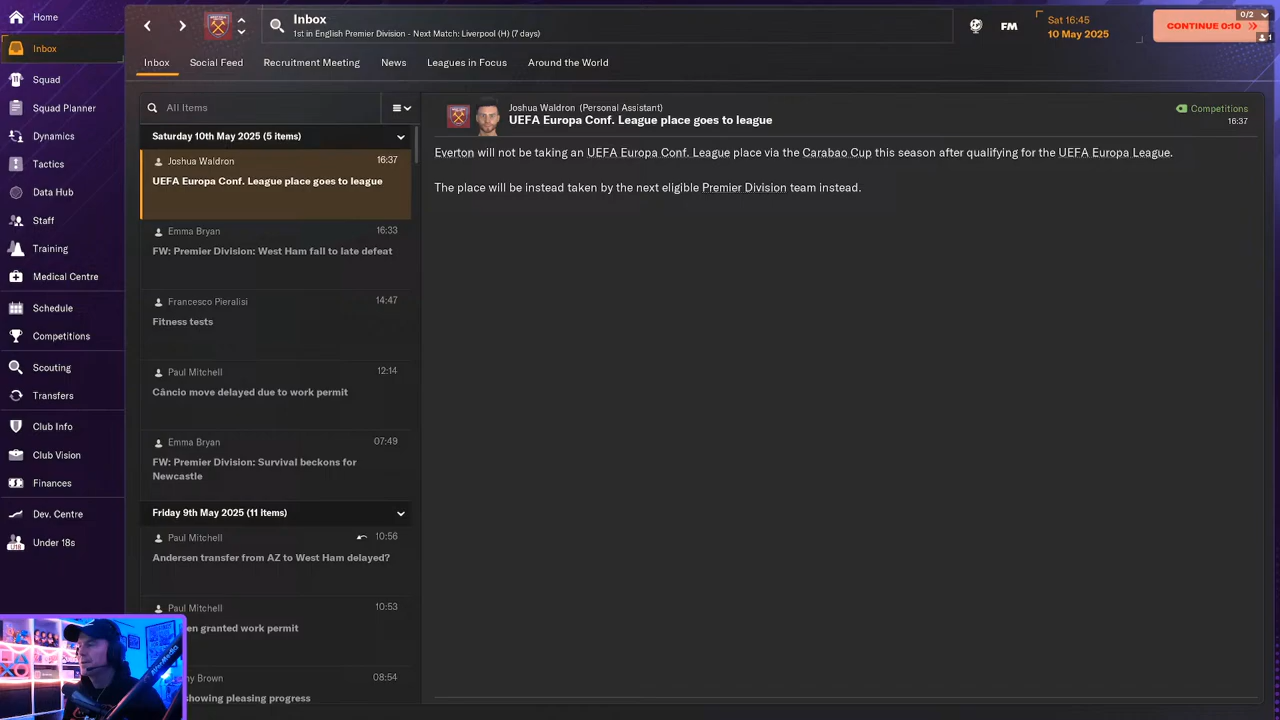 Home
Inbox
Squad
Squad Planner
Dynamics
Tactics
Data Hub
Staff
Training
Medical Centre
Schedule
Competitions
Scouting
Transfers
Club Info
Club Vision
Finances
Dev. Centre
Under 18s
Inbox
1st in English Premier Division - Next Match: Liverpool (H) (7 days)
FM
Sat 16:45
10 May 2025
0/2
CONTINUE 0:10
1
Inbox
Social Feed
Recruitment Meeting
News
Leagues in Focus
Around the World
All Items
Saturday 10th May 2025 (5 items)
Joshua Waldron 16:37
UEFA Europa Conf. League place goes to league
Emma Bryan 16:33
FW: Premier Division: West Ham fall to late defeat
Francesco Pieralisi 14:47
Fitness tests
Paul Mitchell 12:14
Câncio move delayed due to work permit
Emma Bryan 07:49
FW: Premier Division: Survival beckons for
Newcastle
Friday 9th May 2025 (11 items)
Paul Mitchell 10:56
Andersen transfer from AZ to West Ham delayed?
Paul Mitchell 10:53
granted work permit
Brown 08:54
showing pleasing progress
Joshua Waldron (Personal Assistant)
UEFA Europa Conf. League place goes to league
Competitions
16:37
Everton will not be taking an UEFA Europa Conf. League place via the Carabao Cup this season after qualifying for the UEFA Europa League.
The place will be instead taken by the next eligible Premier Division team instead.